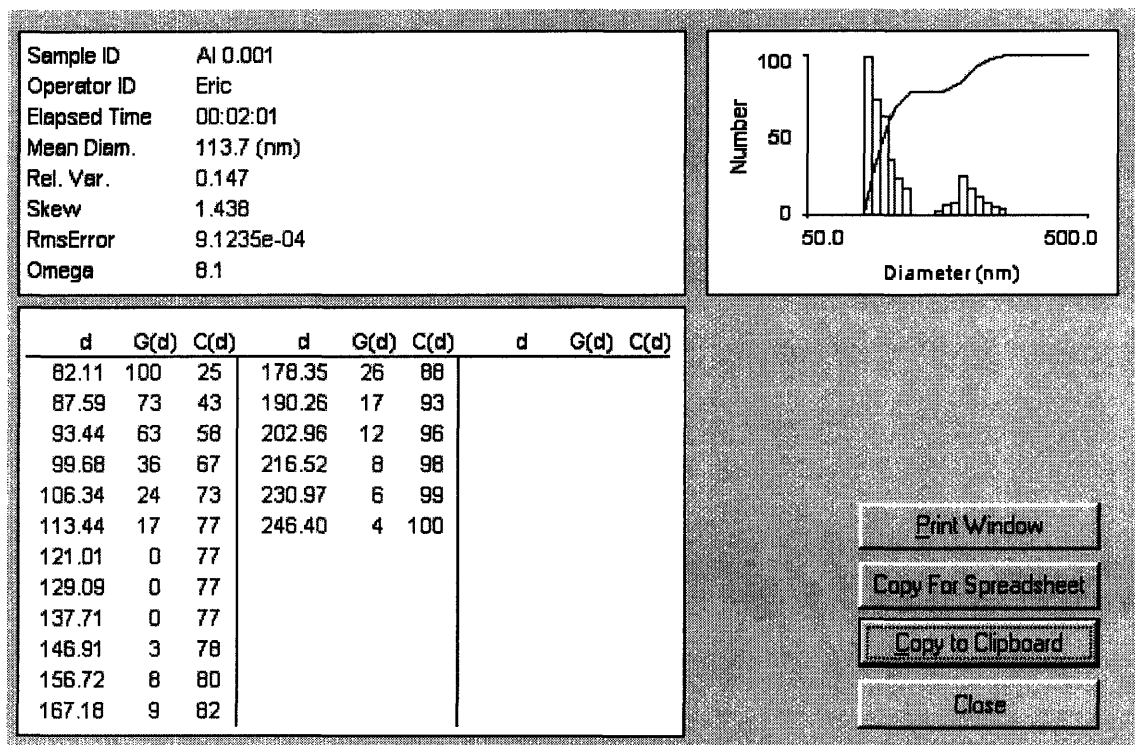 Sample ID Al 0.001
Operator ID Eric
Elapsed Time 00:02:01
Mean Diam. 113.7 (nm)
Rel. Var. 0.147
Skew 1.438
RmsError 9.1235e-04
Omega 8.1
100
50
0
Number
50.0 500.0
Diameter (nm)
d G(d) C(d) d G(d) C(d) d G(d) C(d)
82.11 100 25 178.35 26 88
87.59 73 43 190.26 17 93
93.44 63 58 202.96 12 96
99.68 36 67 216.52 8 98
106.34 24 73 230.97 6 99
113.44 17 77 246.40 4 100
121.01 0 77
129.09 0 77
137.71 0 77
146.91 3 78
156.72 8 80
167.18 9 82
Print Window
Copy For Spreadsheet
Copy to Clipboard
Close